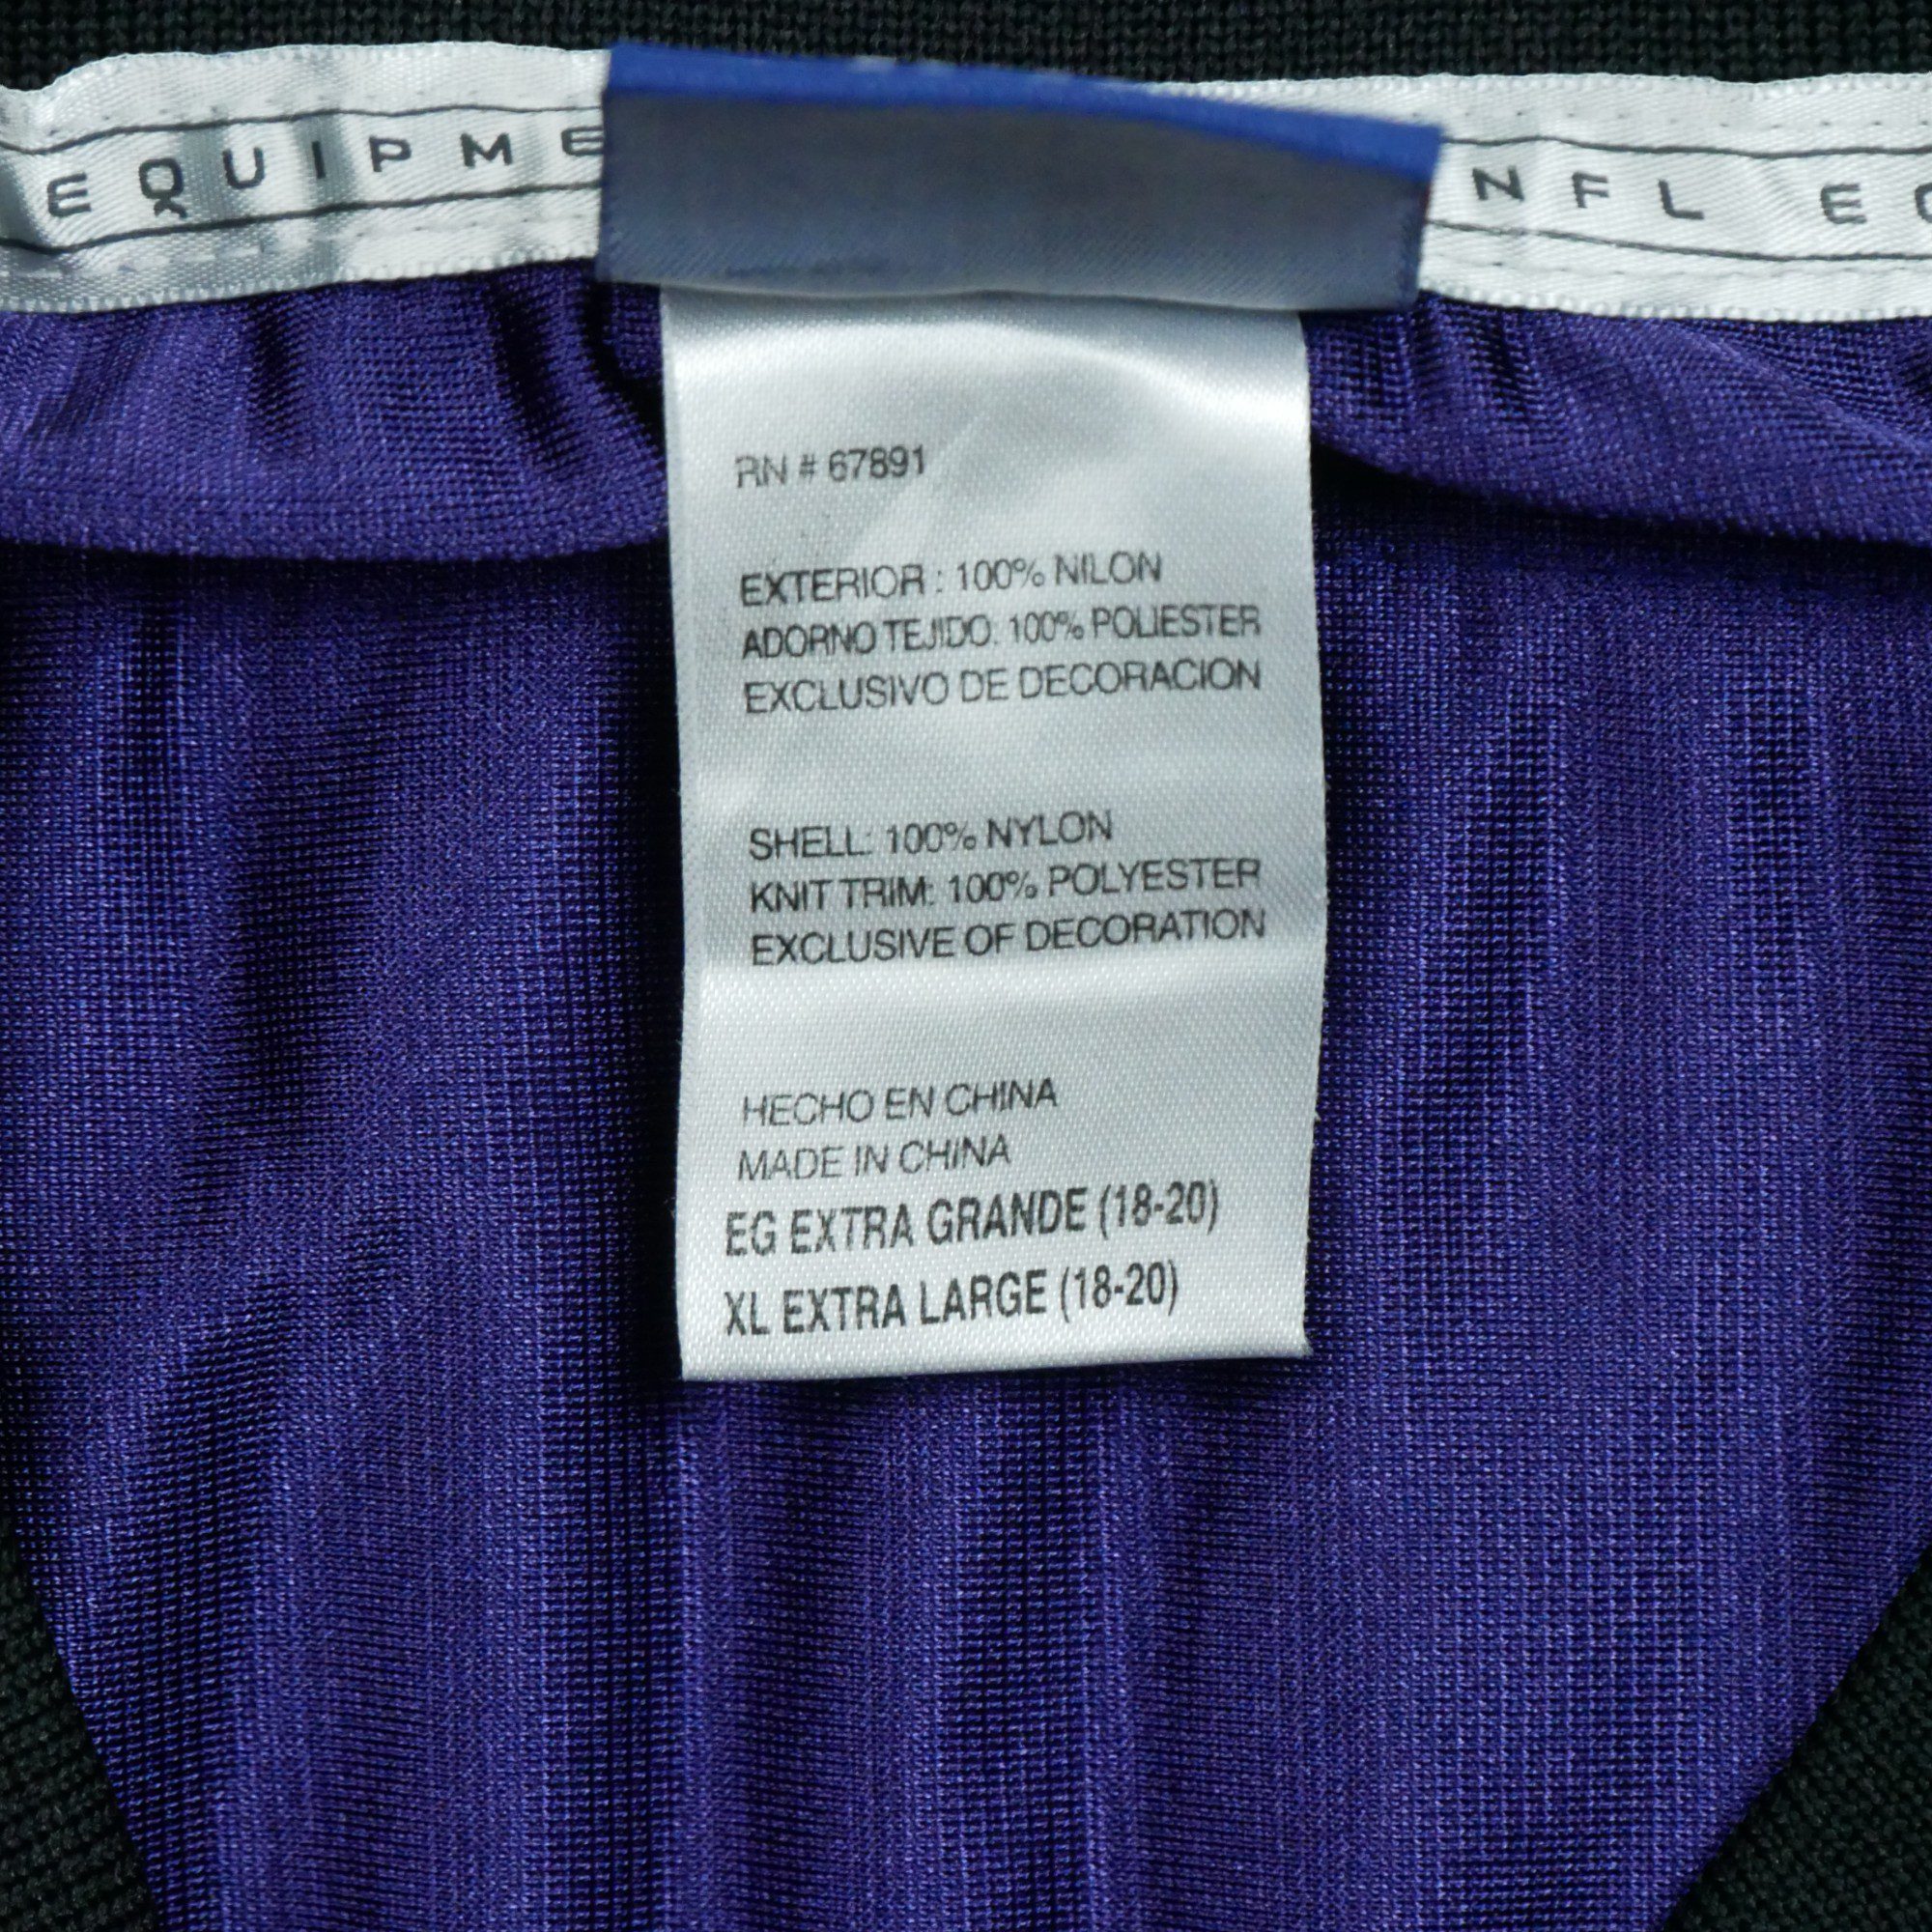 EQUIPME
NFL EQ
RN # 67891
EXTERIOR : 100% NILON
ADORNO TEJIDO: 100% POLIESTER
EXCLUSIVO DE DECORACION
SHELL: 100% NYLON
KNIT TRIM: 100% POLYESTER
EXCLUSIVE OF DECORATION
HECHO EN CHINA
MADE IN CHINA
EG EXTRA GRANDE (18-20)
XL EXTRA LARGE (18-20)